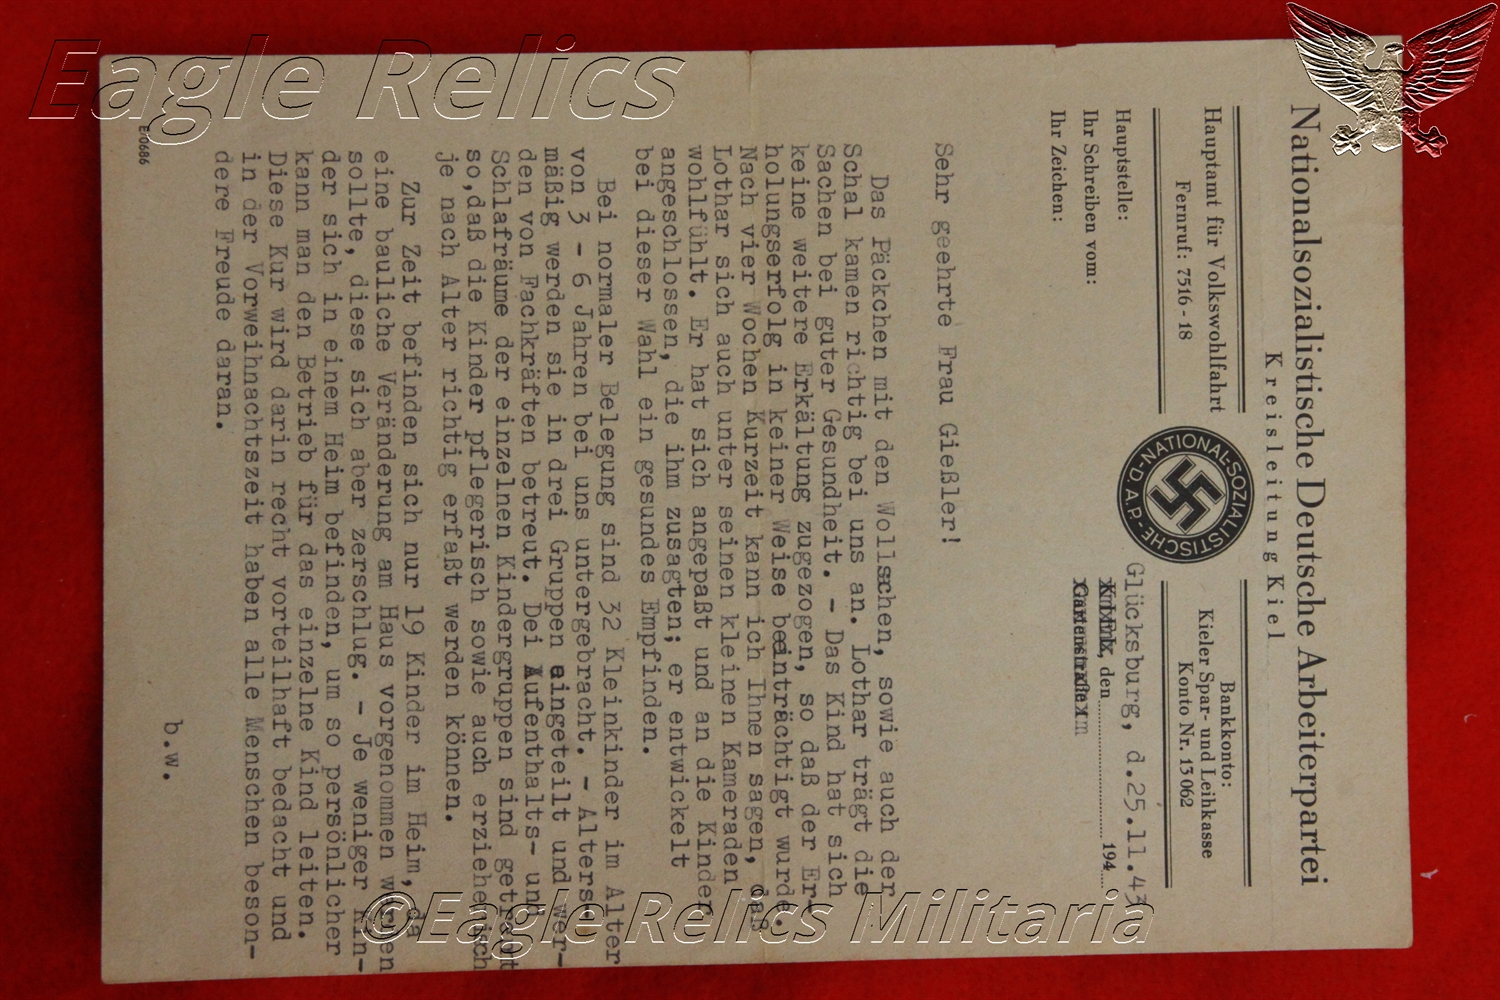 Eagle Relics
Nationalsozialistische Deutsche Arbeiterpartei
Kreisleitung Kiel
Hauptamt für Volkswohlfahrt
Fernruf: 7516 - 18
NATIONAL-SOZIALISTISCHE D.A.P.
Bankkonto:
Kieler Spar- und Leihkasse
Konto Nr. 13062
Hauptstelle:
Ihr Schreiben vom:
Ihr Zeichen:
Glücksburg, d.25.11.43
, den 194
Sehr geehrte Frau Gießler!
Das Päckchen mit den Wollsachen, sowie auch der
Schal kamen richtig bei uns an. Lothar trägt die
Sachen bei guter Gesundheit. - Das Kind hat sich
keine weitere Erkältung zugezogen, so daß der Er-
holungserfolg in keiner Weise beeinträchtigt wurde.
Nach vier Wochen Kurzeit kann ich Ihnen sagen, daß
Lothar sich auch unter seinen kleinen Kameraden
wohlfühlt. Er hat sich angepaßt und an die Kinder
angeschlossen, die ihm zusagten; er entwickelt
bei dieser Wahl ein gesundes Empfinden.
Bei normaler Belegung sind 32 Kleinkinder im Alter
von 3 - 6 Jahren bei uns untergebracht. - Alters-
mäßig werden sie in drei Gruppen eingeteilt und wer-
den von Fachkräften betreut. Dei Aufenthalts- und
Schlafräume der einzelnen Kindergruppen sind getrennt
so,daß die Kinder pflegerisch sowie auch erzieherisch
je nach Alter richtig erfaßt werden können.
Zur Zeit befinden sich nur 19 Kinder im Heim, da
eine bauliche Veränderung am Haus vorgenommen werden
sollte, diese sich aber zerschlug. - Je weniger Kin-
der sich in einem Heim befinden, um so persönlicher
kann man den Betrieb für das einzelne Kind leiten.
Diese Kur wird darin recht vorteilhaft bedacht und
in der Vorweihnachtszeit haben alle Menschen beson-
dere Freude daran.
b.w.
E/0686
©Eagle Relics Militaria